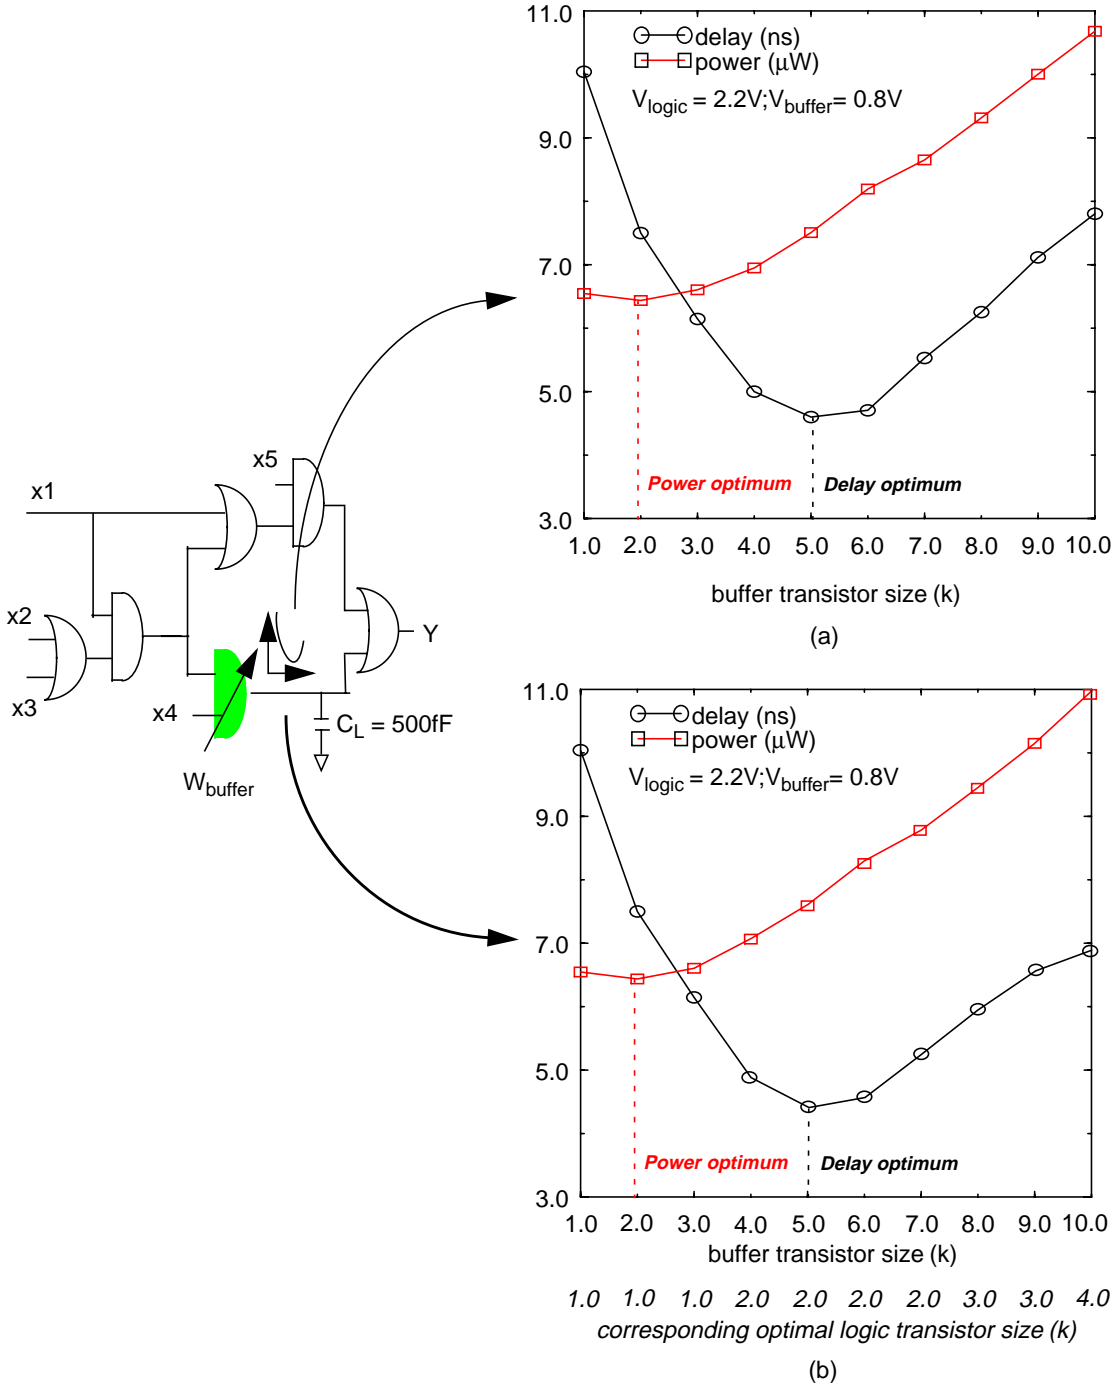 11.0
delay (ns)
power (μW)
V_logic = 2.2V;V_buffer= 0.8V
9.0
7.0
5.0
Power optimum Delay optimum
3.0
1.0 2.0 3.0 4.0 5.0 6.0 7.0 8.0 9.0 10.0
buffer transistor size (k)
(a)
x5
x1
x2
Y
x3
x4
C_L = 500fF
W_buffer
11.0
delay (ns)
power (μW)
V_logic = 2.2V;V_buffer= 0.8V
9.0
7.0
5.0
Power optimum Delay optimum
3.0
1.0 2.0 3.0 4.0 5.0 6.0 7.0 8.0 9.0 10.0
buffer transistor size (k)
1.0 1.0 1.0 2.0 2.0 2.0 2.0 3.0 3.0 4.0
corresponding optimal logic transistor size (k)
(b)